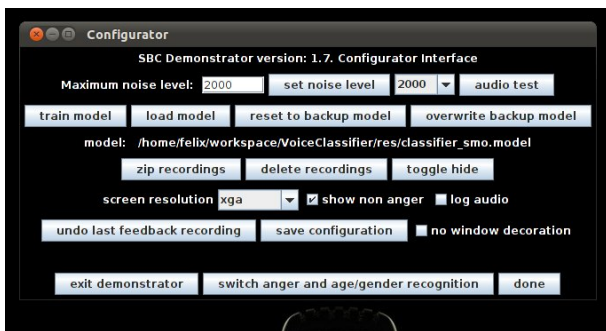 Configurator
SBC Demonstrator version: 1.7. Configurator Interface
Maximum noise level: 2000 set noise level 2000 audio test
train model load model reset to backup model overwrite backup model
model: /home/felix/workspace/VoiceClassifier/res/classifier_smo.model
zip recordings delete recordings toggle hide
screen resolution xga show non anger log audio
undo last feedback recording save configuration no window decoration
exit demonstrator switch anger and age/gender recognition done